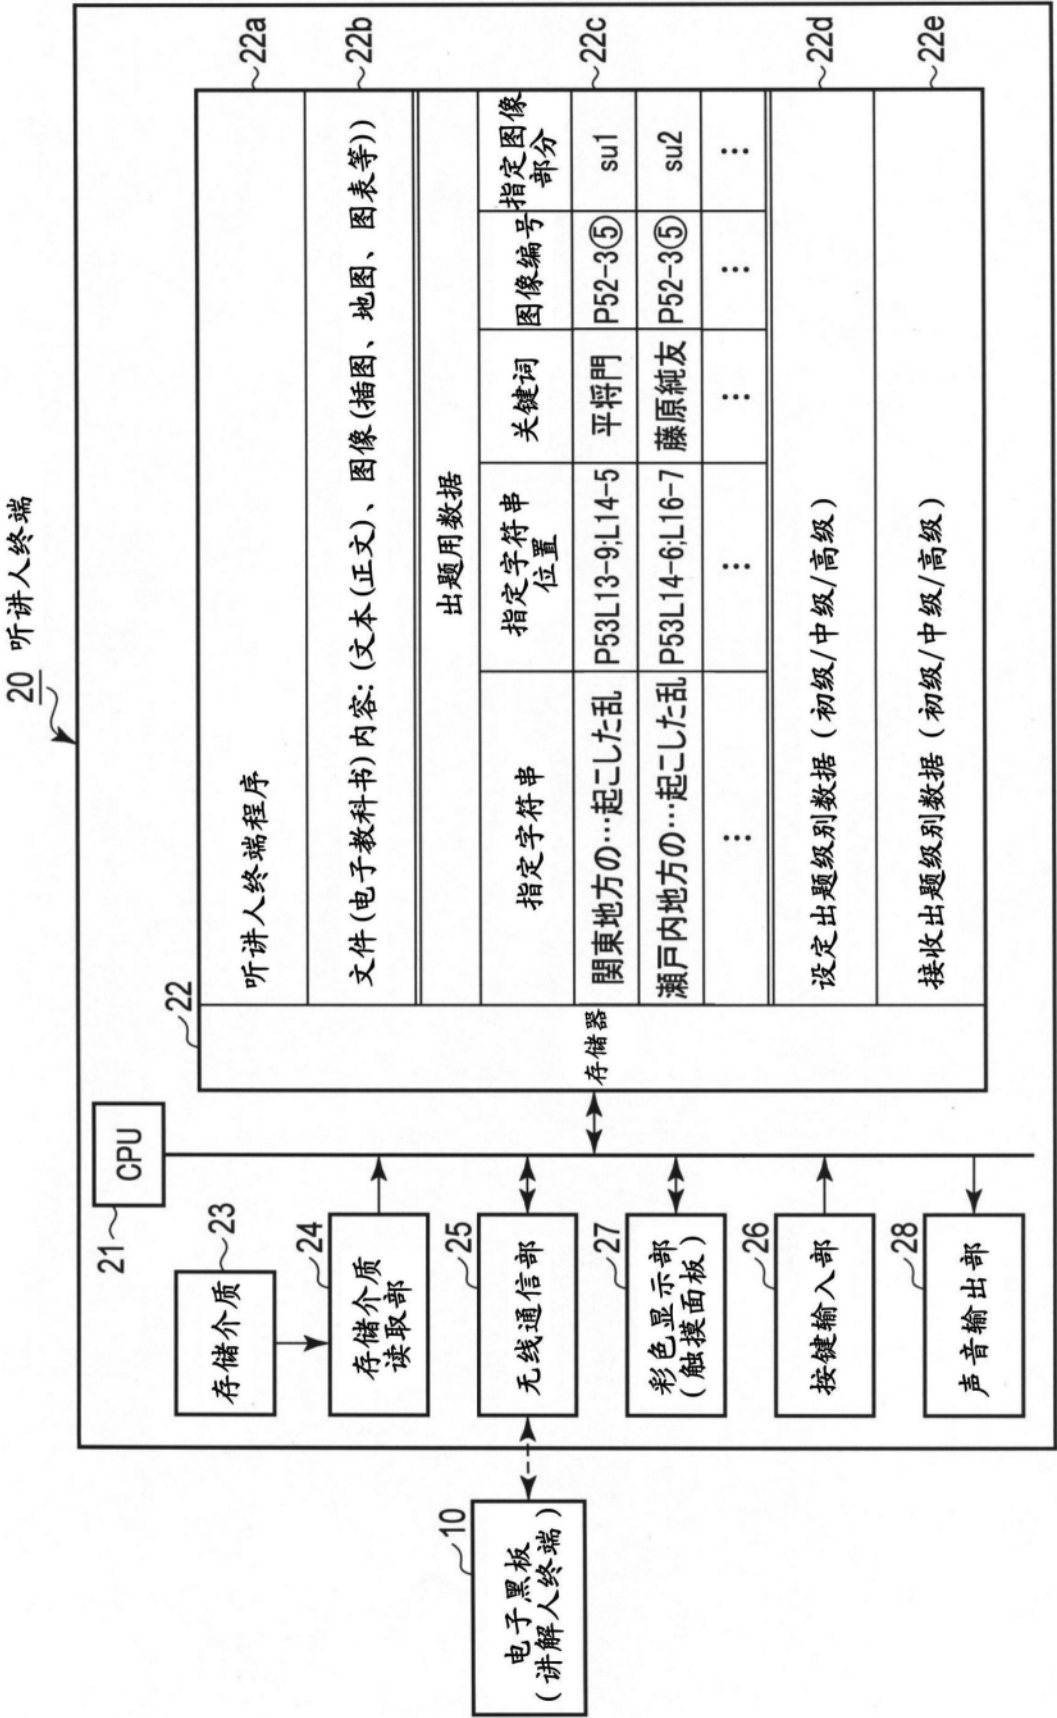 20 听讲人终端
21
CPU
22
22a
听讲人终端程序
22b
文件(电子教科书)内容:(文本(正文)、图像(插图、地图、图表等))
22c
出题用数据
指定字符串
指定字符串
位置
关键词
图像编号
指定图像
部分
関東地方の…起こした乱
P53L13-9;L14-5
平将門
P52-3⑤
su1
瀬戸内地方の…起こした乱
P53L14-6;L16-7
藤原純友
P52-3⑤
su2
⋮
⋮
⋮
⋮
⋮
22d
设定出题级别数据(初级/中级/高级)
22e
接收出题级别数据(初级/中级/高级)
存储器
23
存储介质
24
存储介质
读取部
25
无线通信部
27
彩色显示部
(触摸面板)
26
按键输入部
28
声音输出部
10
电子黑板
(讲解人终端)